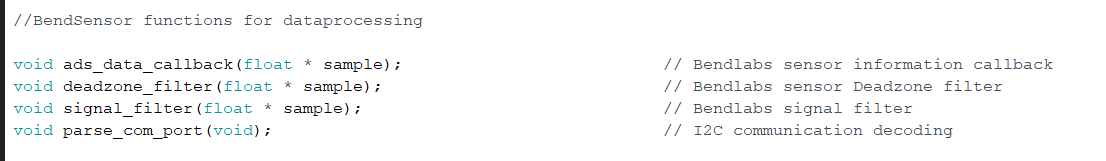 //BendSensor functions for dataprocessing
void ads_data_callback(float * sample); // Bendlabs sensor information callback
void deadzone_filter(float * sample); // Bendlabs sensor Deadzone filter
void signal_filter(float * sample); // Bendlabs signal filter
void parse_com_port(void); // I2C communication decoding